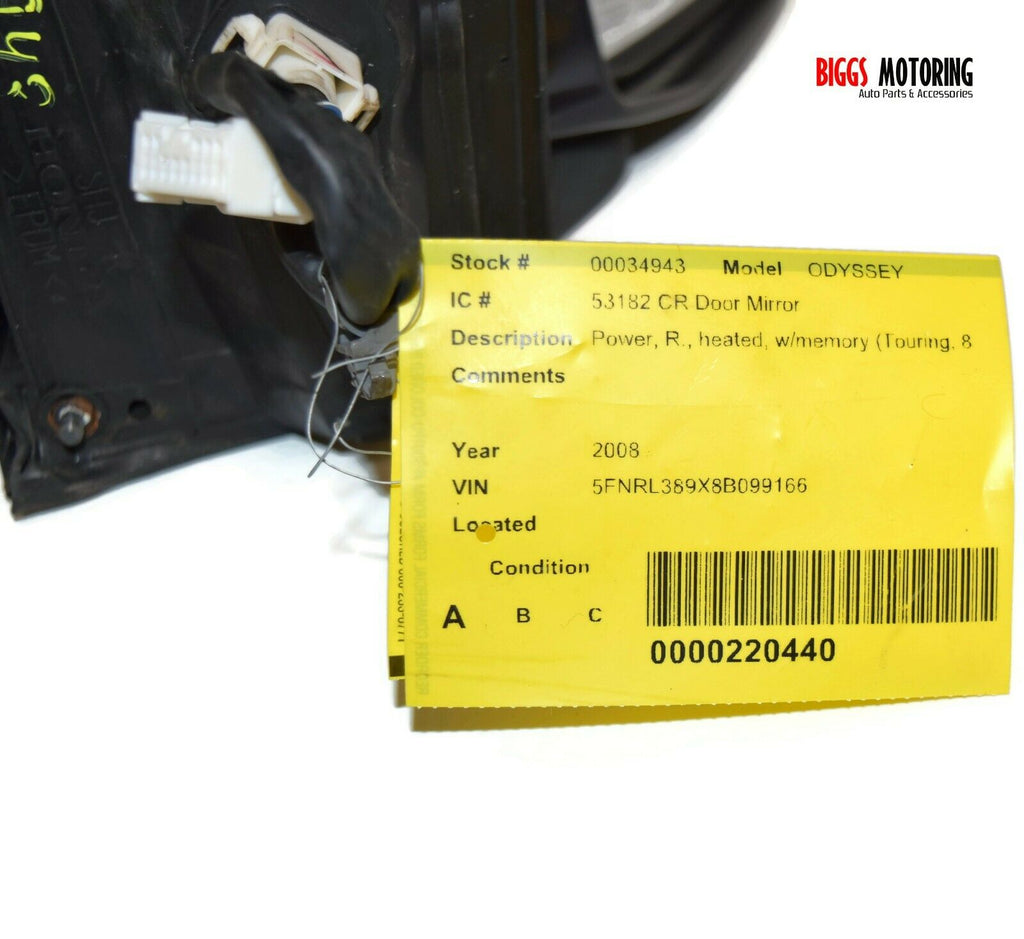 BIGGS MOTORING
Auto Parts & Accessories
HONDA
Stock # 00034943 Model ODYSSEY
IC # 53182 CR Door Mirror
Description Power, R., heated, w/memory (Touring, 8
Comments
Year 2008
VIN 5FNRL389X8B099166
Located
Condition
A B C
0000220440